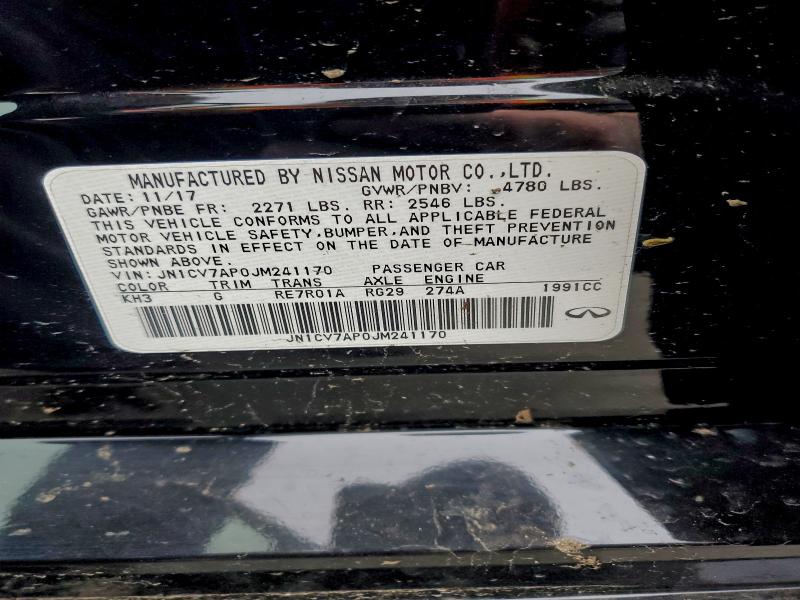 MANUFACTURED BY NISSAN MOTOR CO.,LTD.
DATE: 11/17 GVWR/PNBV: 4780 LBS.
GAWR/PNBE FR: 2271 LBS. RR: 2546 LBS.
THIS VEHICLE CONFORMS TO ALL APPLICABLE FEDERAL
MOTOR VEHICLE SAFETY, BUMPER, AND THEFT PREVENTION
STANDARDS IN EFFECT ON THE DATE OF MANUFACTURE
SHOWN ABOVE.
VIN: JN1CV7AP0JM241170 PASSENGER CAR
COLOR TRIM TRANS AXLE ENGINE
KH3 G RE7R01A RG29 274A 1991CC
JN1CV7AP0JM241170